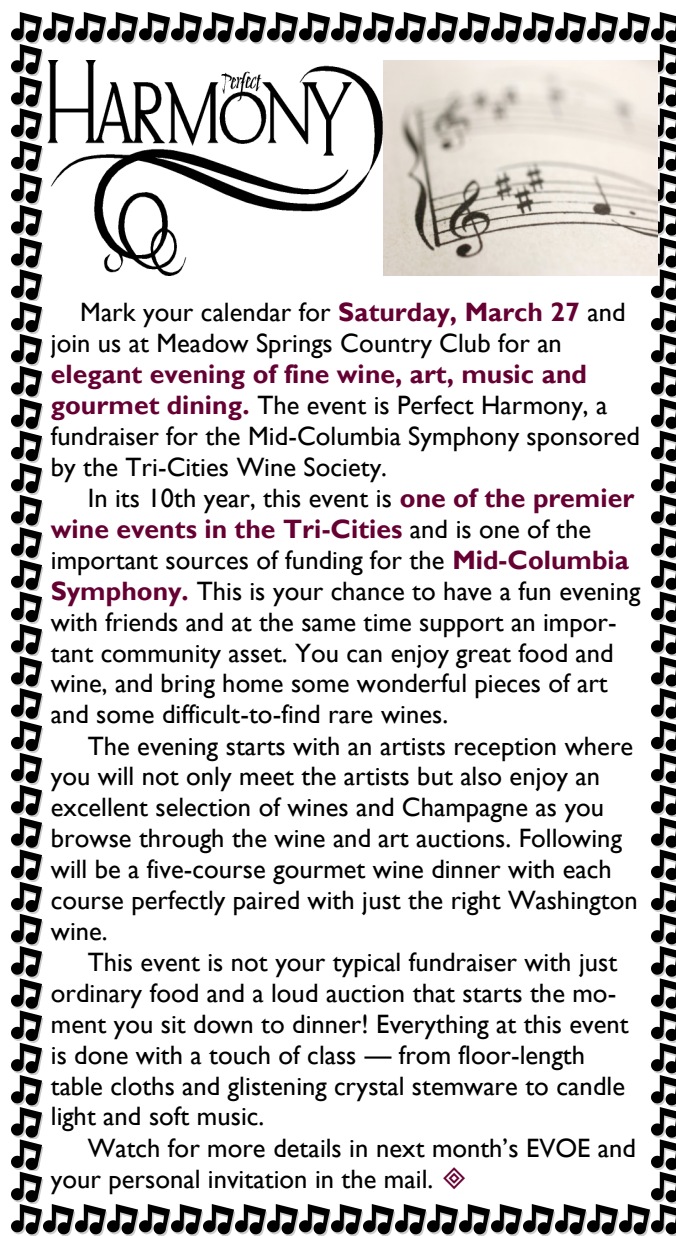 Perfect
HARMONY
Mark your calendar for Saturday, March 27 and
join us at Meadow Springs Country Club for an
elegant evening of fine wine, art, music and
gourmet dining. The event is Perfect Harmony, a
fundraiser for the Mid-Columbia Symphony sponsored
by the Tri-Cities Wine Society.
In its 10th year, this event is one of the premier
wine events in the Tri-Cities and is one of the
important sources of funding for the Mid-Columbia
Symphony. This is your chance to have a fun evening
with friends and at the same time support an impor-
tant community asset. You can enjoy great food and
wine, and bring home some wonderful pieces of art
and some difficult-to-find rare wines.
The evening starts with an artists reception where
you will not only meet the artists but also enjoy an
excellent selection of wines and Champagne as you
browse through the wine and art auctions. Following
will be a five-course gourmet wine dinner with each
course perfectly paired with just the right Washington
wine.
This event is not your typical fundraiser with just
ordinary food and a loud auction that starts the mo-
ment you sit down to dinner! Everything at this event
is done with a touch of class — from floor-length
table cloths and glistening crystal stemware to candle
light and soft music.
Watch for more details in next month's EVOE and
your personal invitation in the mail.